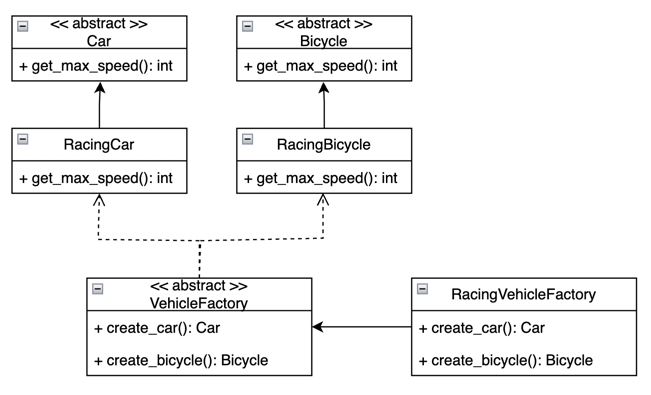 << abstract >>
Car
+ get_max_speed(): int
<< abstract >>
Bicycle
+ get_max_speed(): int
RacingCar
+ get_max_speed(): int
RacingBicycle
+ get_max_speed(): int
<< abstract >>
VehicleFactory
+ create_car(): Car
+ create_bicycle(): Bicycle
RacingVehicleFactory
+ create_car(): Car
+ create_bicycle(): Bicycle